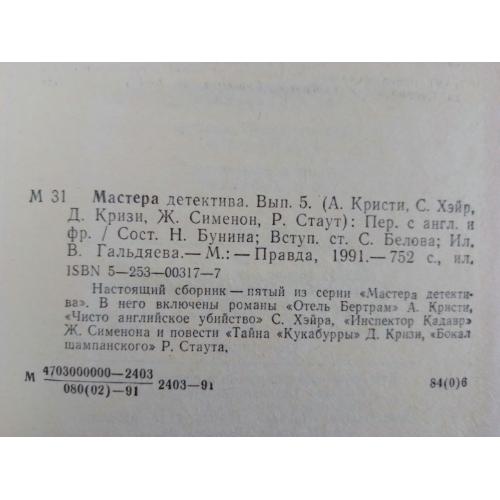 М 31 Мастера детектива. Вып. 5. (А. Кристи, С. Хэйр,
Д. Кризи, Ж. Сименон, Р. Стаут): Пер. с англ. и
фр. / Сост. Н. Бунина; Вступ. ст. С. Белова; Ил.
В. Гальдяева.— М.: — Правда, 1991.— 752 с., ил.
ISBN 5—253—00317—7
Настоящий сборник — пятый из серии «Мастера детекти-
ва». В него включены романы «Отель Бертрам» А. Кристи,
«Чисто английское убийство» С. Хэйра, «Инспектор Кадавр»
Ж. Сименона и повести «Тайна «Кукабурры» Д. Кризи, «Бокал
шампанского» Р. Стаута,
М 4703000000—2403
080(02)—91
2403—91
84(0)6